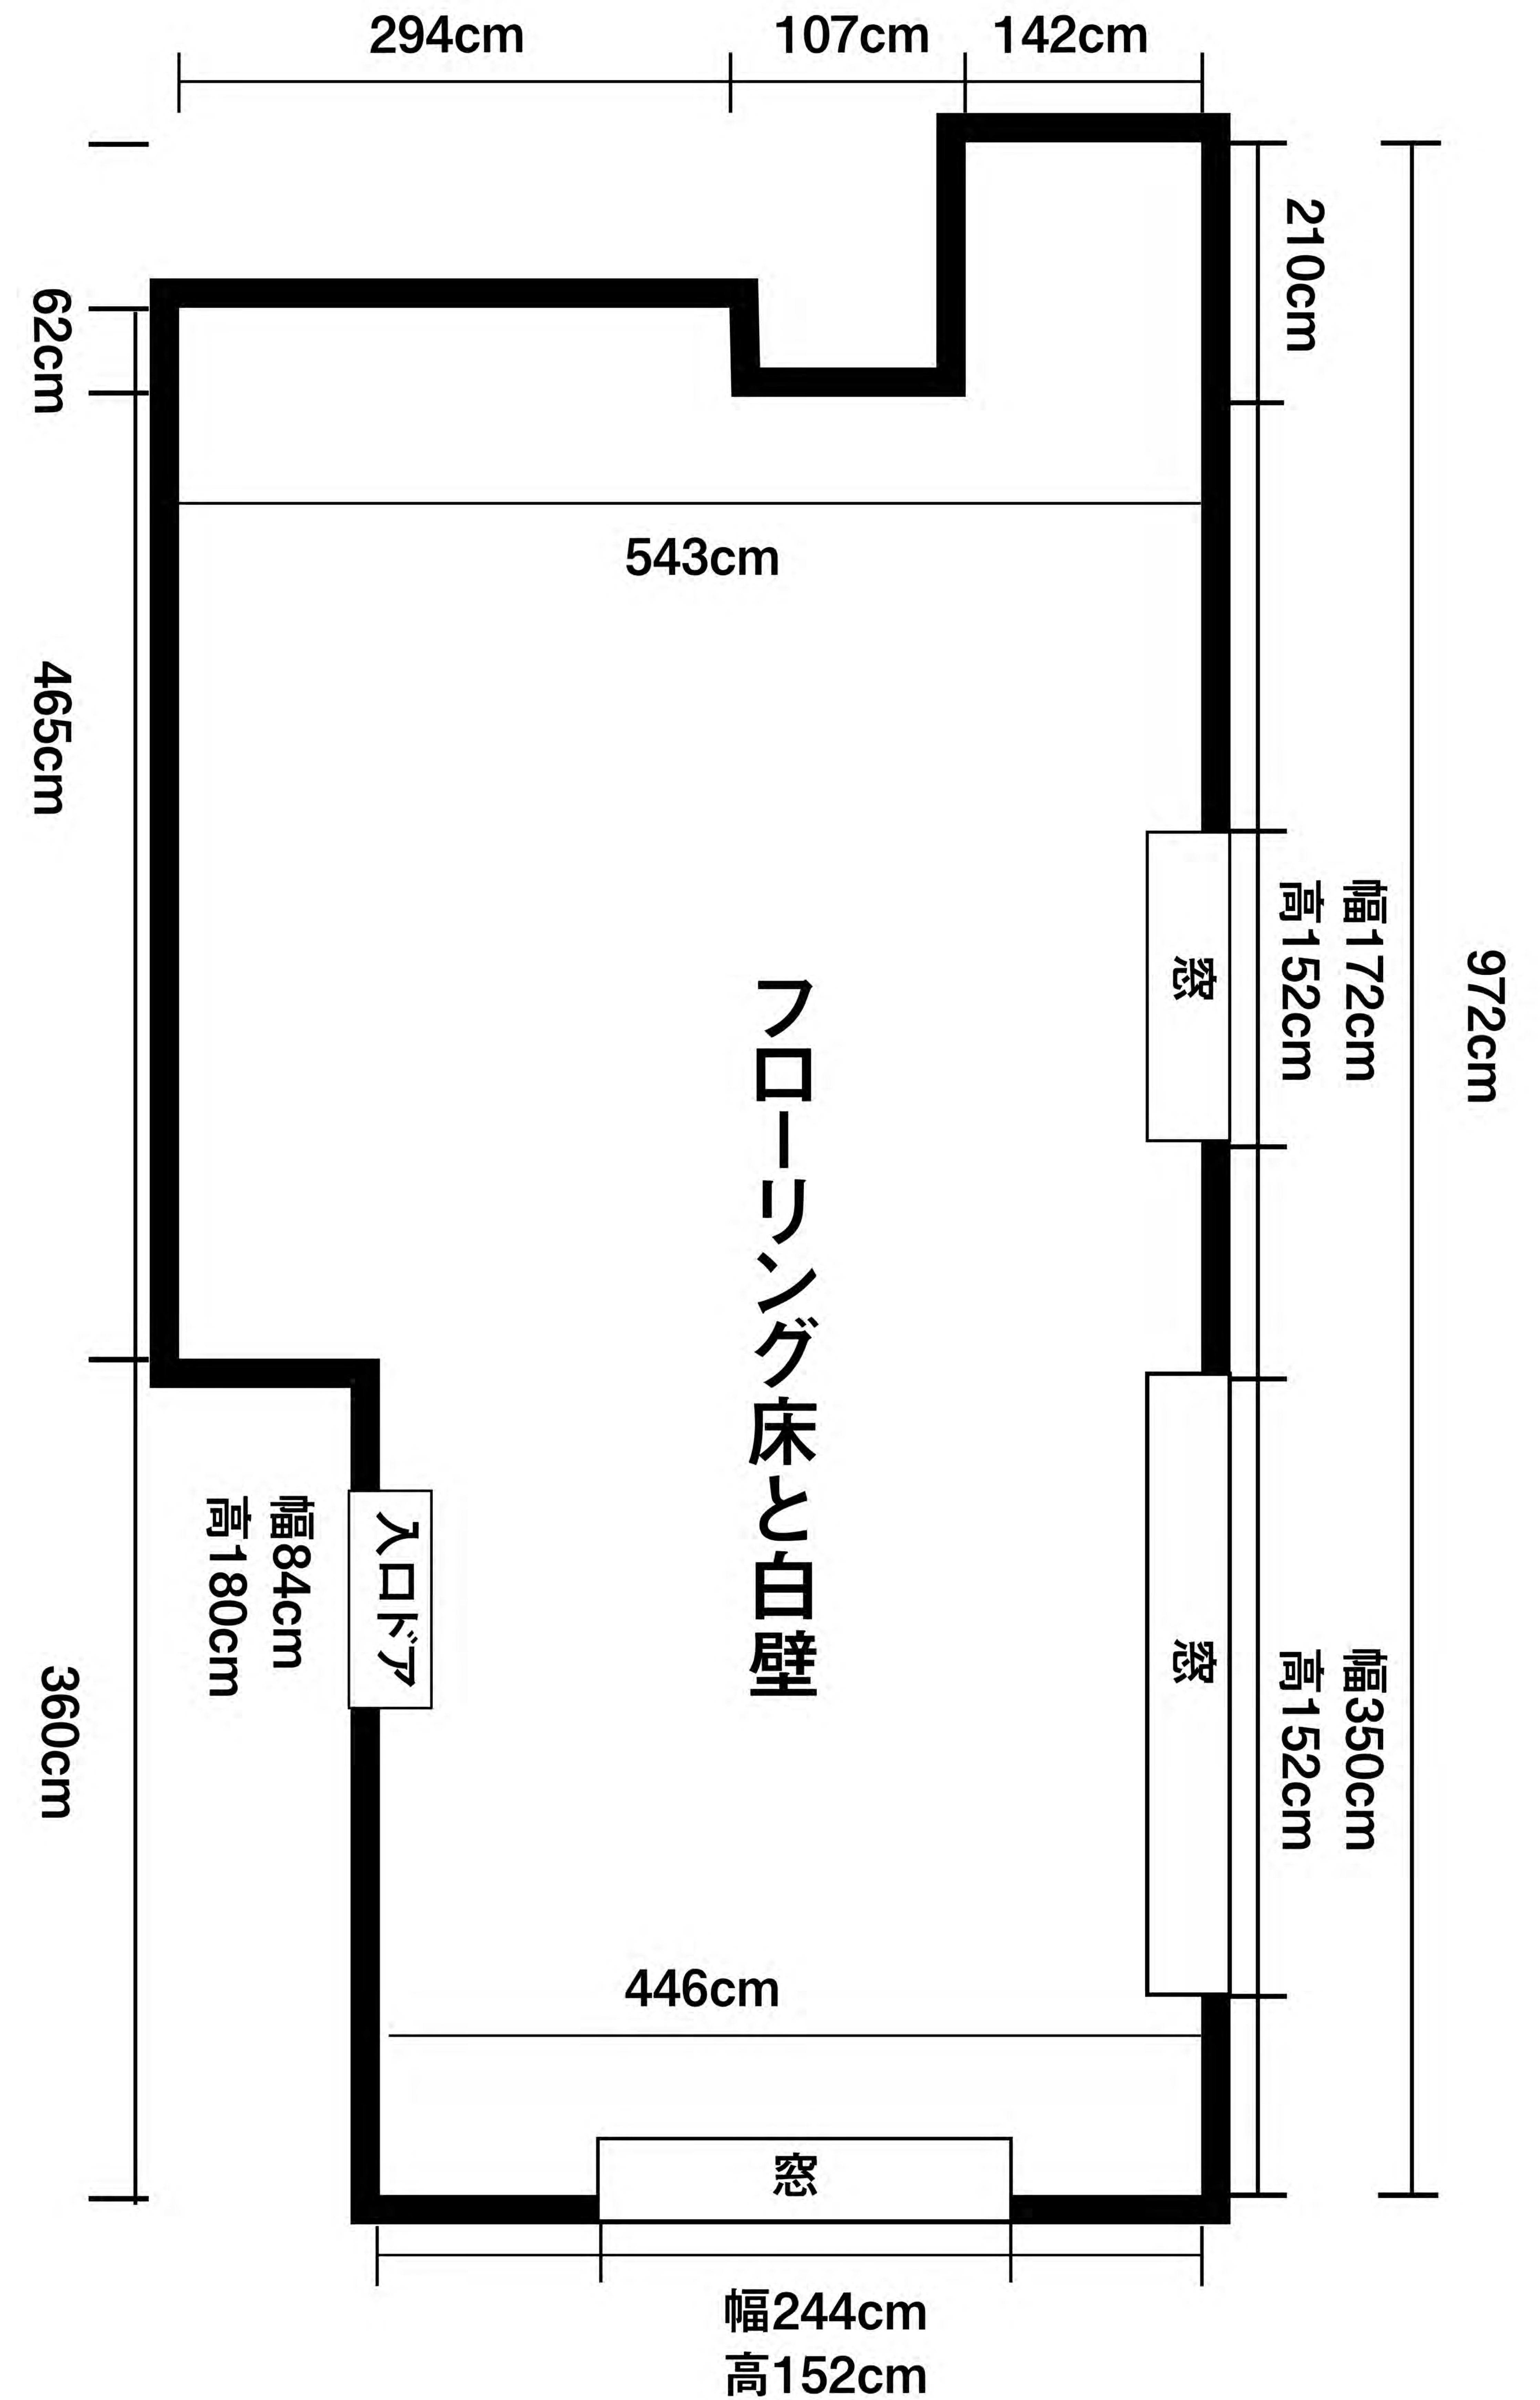 294cm
107cm
142cm
210cm
62cm
543cm
465cm
幅172cm
高152cm
窓
972cm
フローリング床と白壁
入口ドア
幅84cm
高180cm
360cm
窓
幅350cm
高152cm
446cm
窓
幅244cm
高152cm